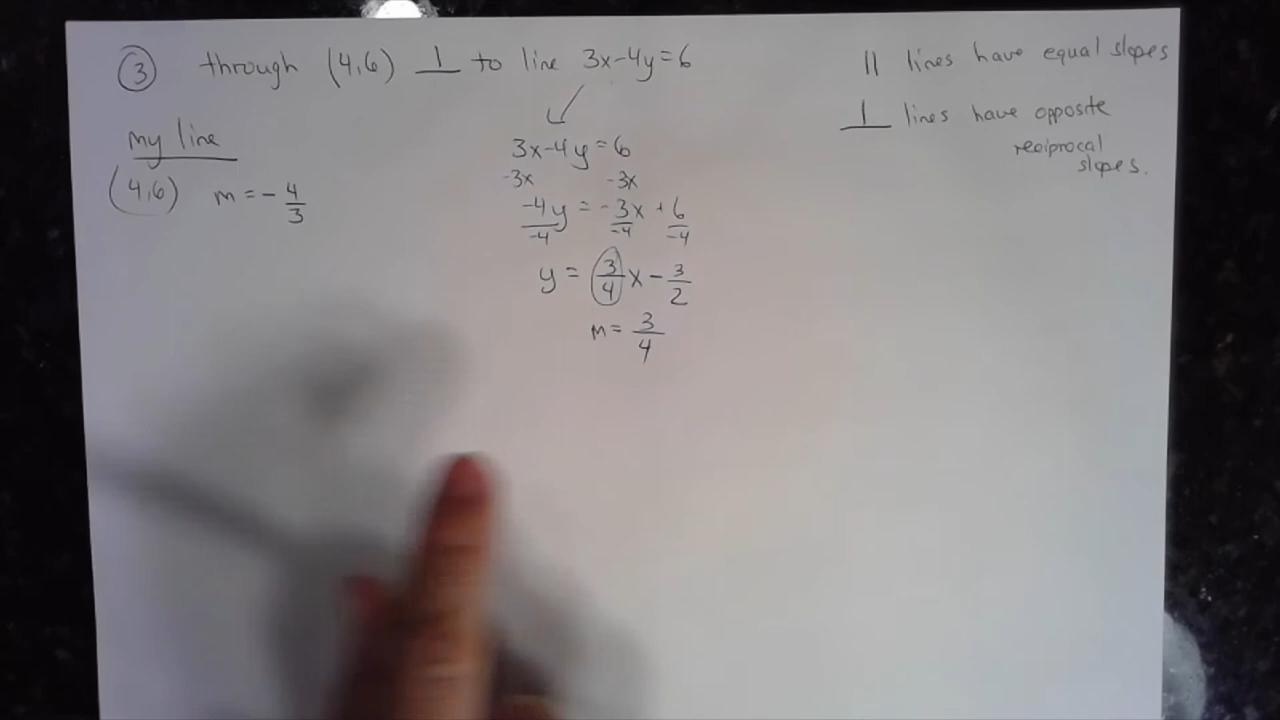 ③ through (4,6) ⊥ to line 3x-4y=6
my line
(4,6) m = - 4/3
3x-4y=6
-3x -3x
-4y/-4 = -3x/-4 + 6/-4
y = 3/4 x - 3/2
m = 3/4
|| lines have equal slopes
⊥ lines have opposite
reciprocal
slopes.